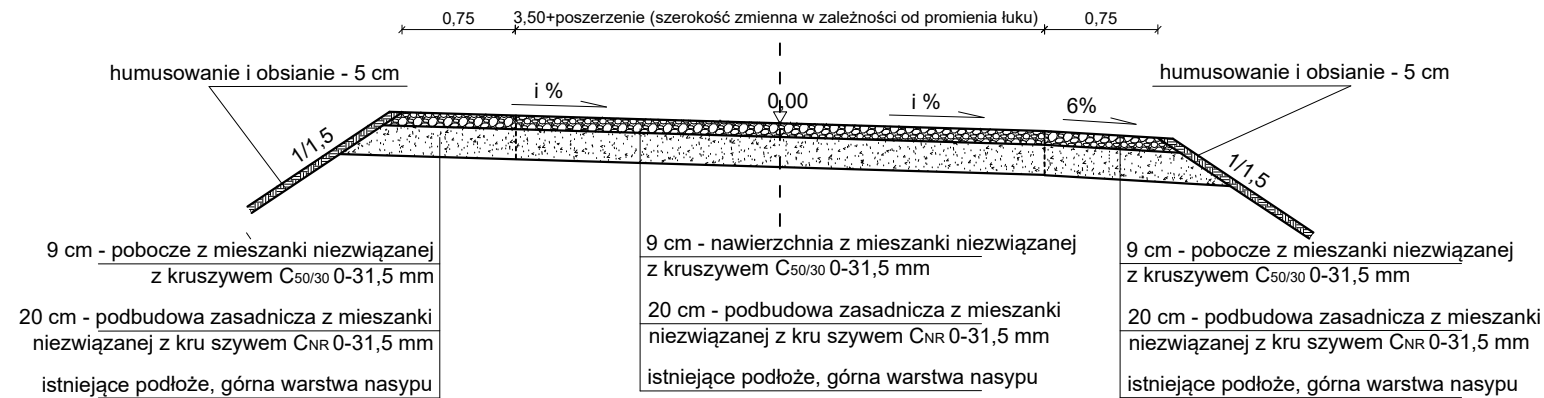 0,75
3,50+poszerzenie (szerokość zmienna w zależności od promienia łuku)
0,75
humusowanie i obsianie - 5 cm
humusowanie i obsianie - 5 cm
i %
0,00
i %
6%
1/1,5
1/1,5
9 cm - pobocze z mieszanki niezwiązanej
z kruszywem C50/30 0-31,5 mm
20 cm - podbudowa zasadnicza z mieszanki
niezwiązanej z kru szywem CNR 0-31,5 mm
istniejące podłoże, górna warstwa nasypu
9 cm - nawierzchnia z mieszanki niezwiązanej
z kruszywem C50/30 0-31,5 mm
20 cm - podbudowa zasadnicza z mieszanki
niezwiązanej z kru szywem CNR 0-31,5 mm
istniejące podłoże, górna warstwa nasypu
9 cm - pobocze z mieszanki niezwiązanej
z kruszywem C50/30 0-31,5 mm
20 cm - podbudowa zasadnicza z mieszanki
niezwiązanej z kru szywem CNR 0-31,5 mm
istniejące podłoże, górna warstwa nasypu